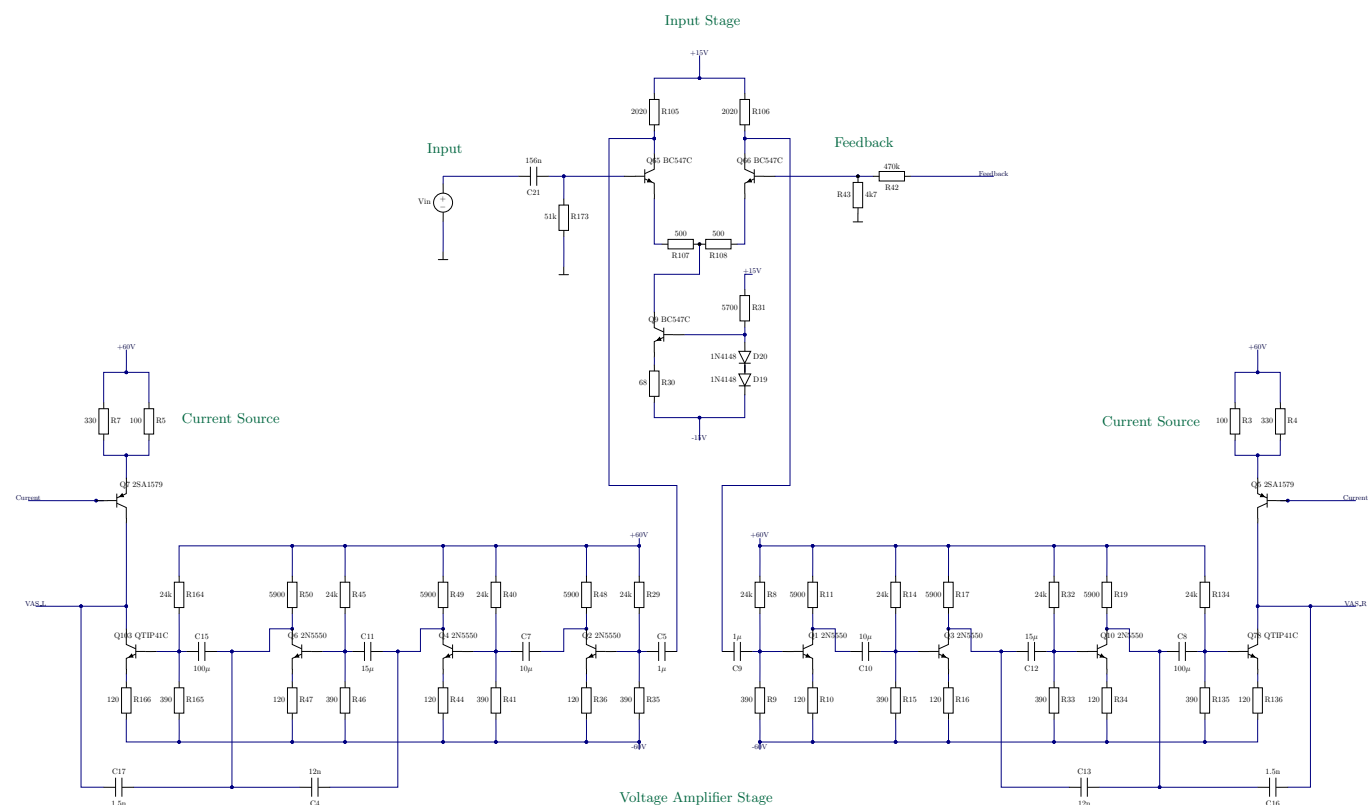 Input Stage
+15V
2020 R105
2020 R106
Input
Feedback
156n
C21
Q65 BC547C
Q66 BC547C
470k
R42
Feedback
Vin
51k R173
R43 4k7
500
R107
500
R108
+15V
5700 R31
Q9 BC547C
1N4148 D20
1N4148 D19
68 R30
-15V
+60V
330 R7
100 R5
Current Source
+60V
100 R3
330 R4
Current Source
Q7 2SA1579
Current
Q5 2SA1579
Current
+60V
+60V
24k R164
5900 R50
24k R45
5900 R49
24k R40
5900 R48
24k R29
24k R8
5900 R11
24k R14
5900 R17
24k R32
5900 R19
24k R134
VAS_L
VAS_R
Q103 QTIP41C
C15
100µ
Q6 2N5550
C11
15µ
Q4 2N5550
C7
10µ
Q2 2N5550
C5
1µ
1µ
C9
Q1 2N5550
10µ
C10
Q3 2N5550
15µ
C12
Q10 2N5550
C8
100µ
Q78 QTIP41C
120 R166
390 R165
120 R47
390 R46
120 R44
390 R41
120 R36
390 R35
390 R9
120 R10
390 R15
120 R16
390 R33
120 R34
390 R135
120 R136
-60V
-60V
C17
1.5n
12n
C4
C13
12n
1.5n
C16
Voltage Amplifier Stage